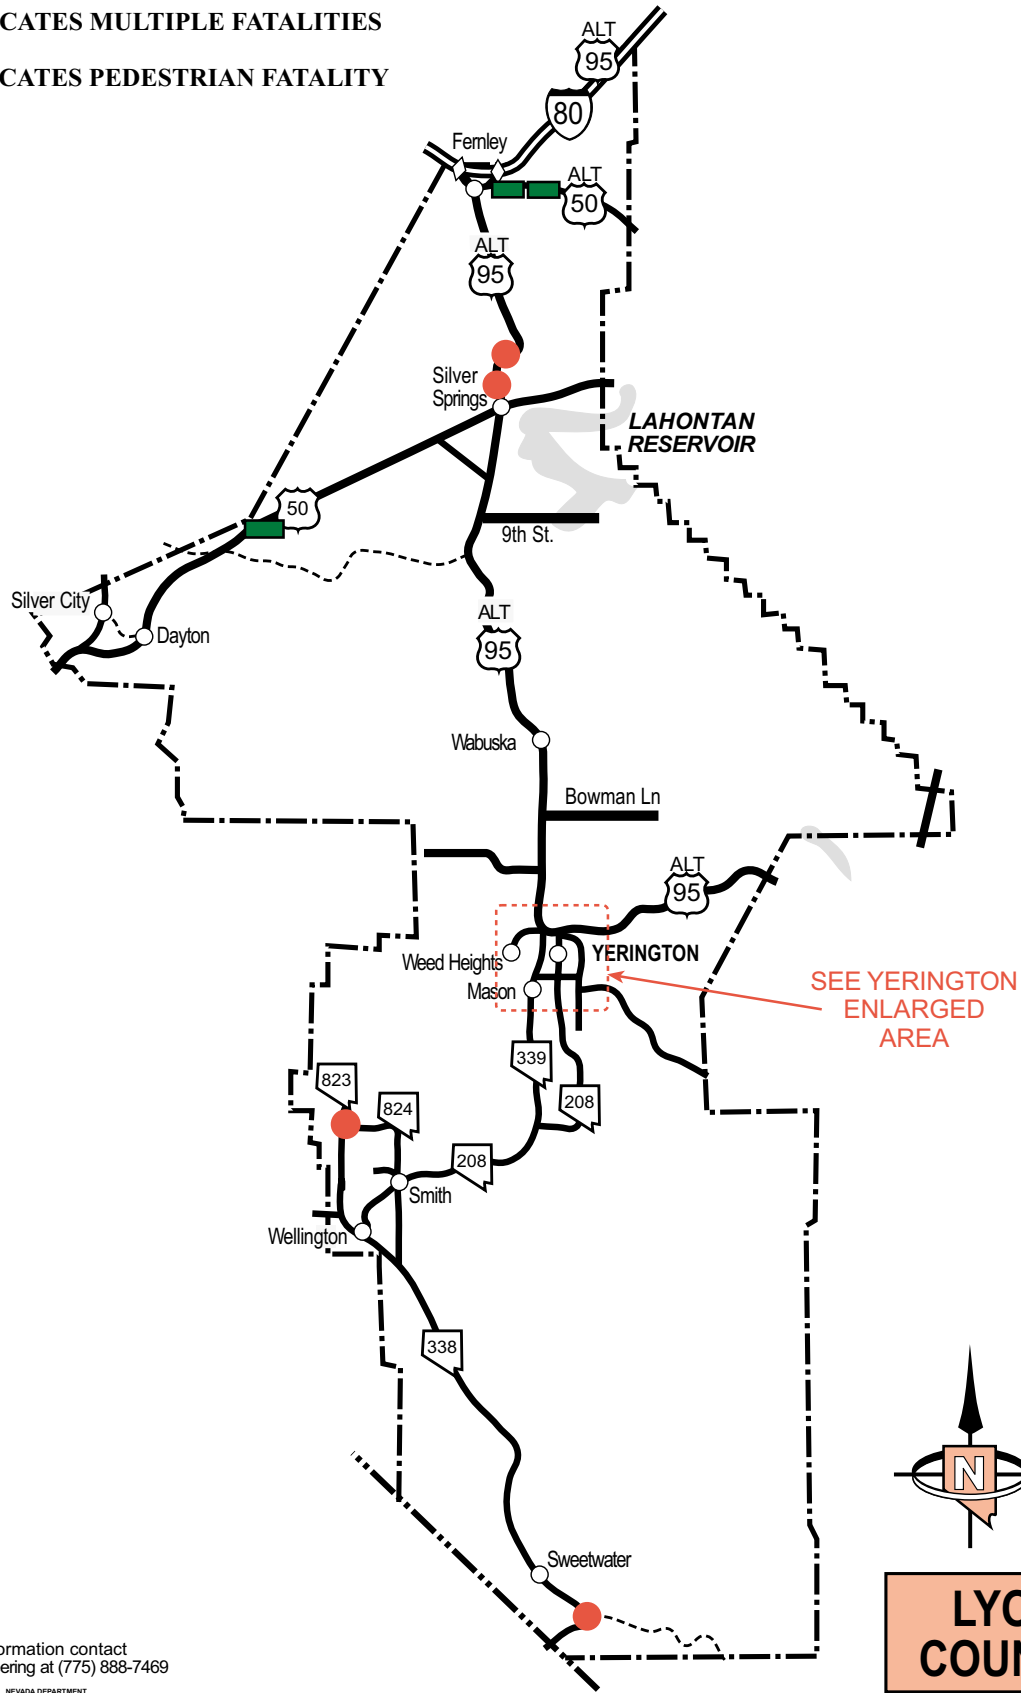 CATES MULTIPLE FATALITIES
CATES PEDESTRIAN FATALITY
ALT
95
80
Fernley
ALT
50
ALT
95
Silver
Springs
LAHONTAN
RESERVOIR
50
9th St.
Silver City
Dayton
ALT
95
Wabuska
Bowman Ln
ALT
95
Weed Heights
YERINGTON
Mason
SEE YERINGTON
ENLARGED
AREA
339
823
824
208
208
Smith
Wellington
338
N
Sweetwater
LYO
COUN
ormation contact
ering at (775) 888-7469
NEVADA DEPARTMENT